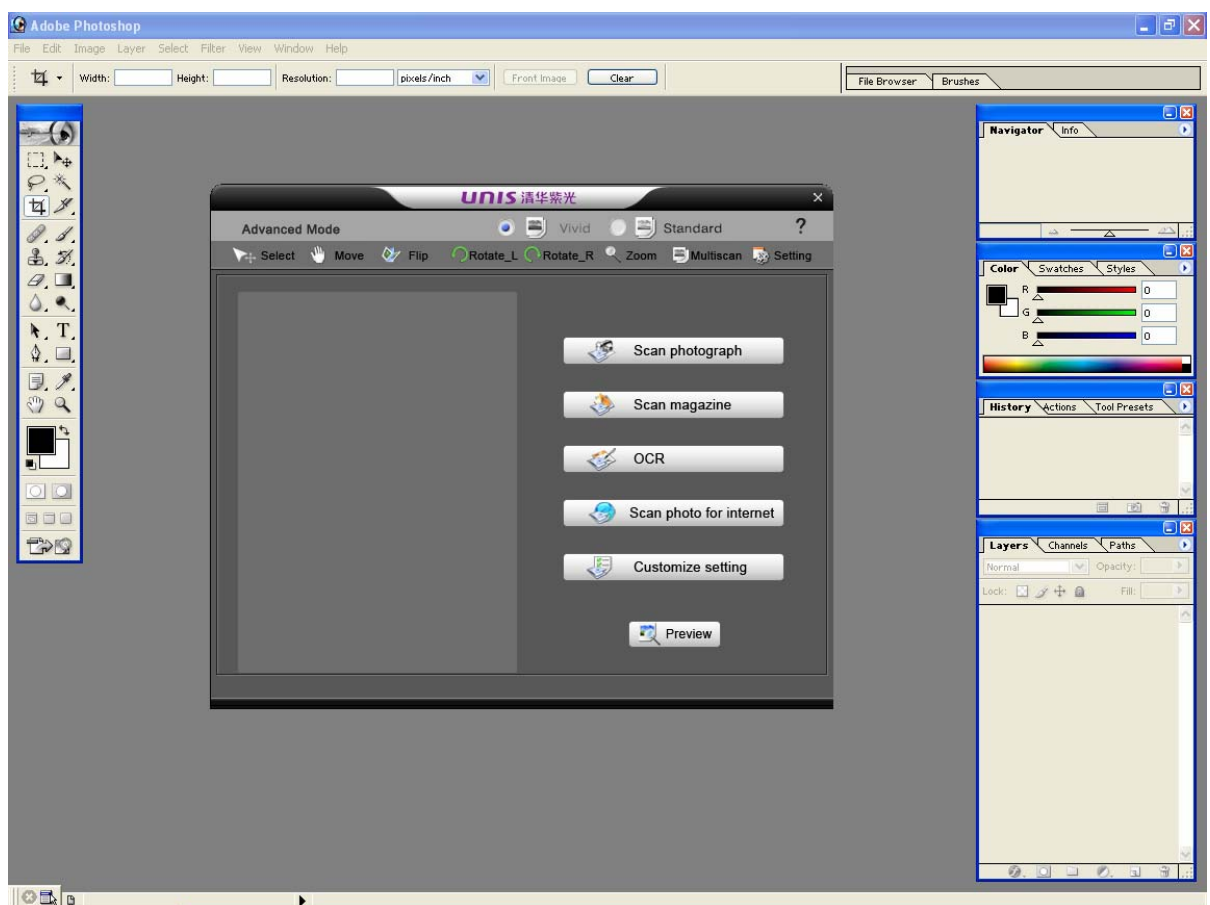 Adobe Photoshop
File Edit Image Layer Select Filter View Window Help
Width: Height: Resolution: pixels/inch Front Image Clear
File Browser Brushes
Navigator Info
UNIS 清华紫光
Advanced Mode Vivid Standard ?
Select Move Flip Rotate_L Rotate_R Zoom Multiscan Setting
Color Swatches Styles
R 0
G 0
B 0
Scan photograph
Scan magazine
OCR
Scan photo for internet
Customize setting
Preview
History Actions Tool Presets
Layers Channels Paths
Normal Opacity:
Lock: Fill: